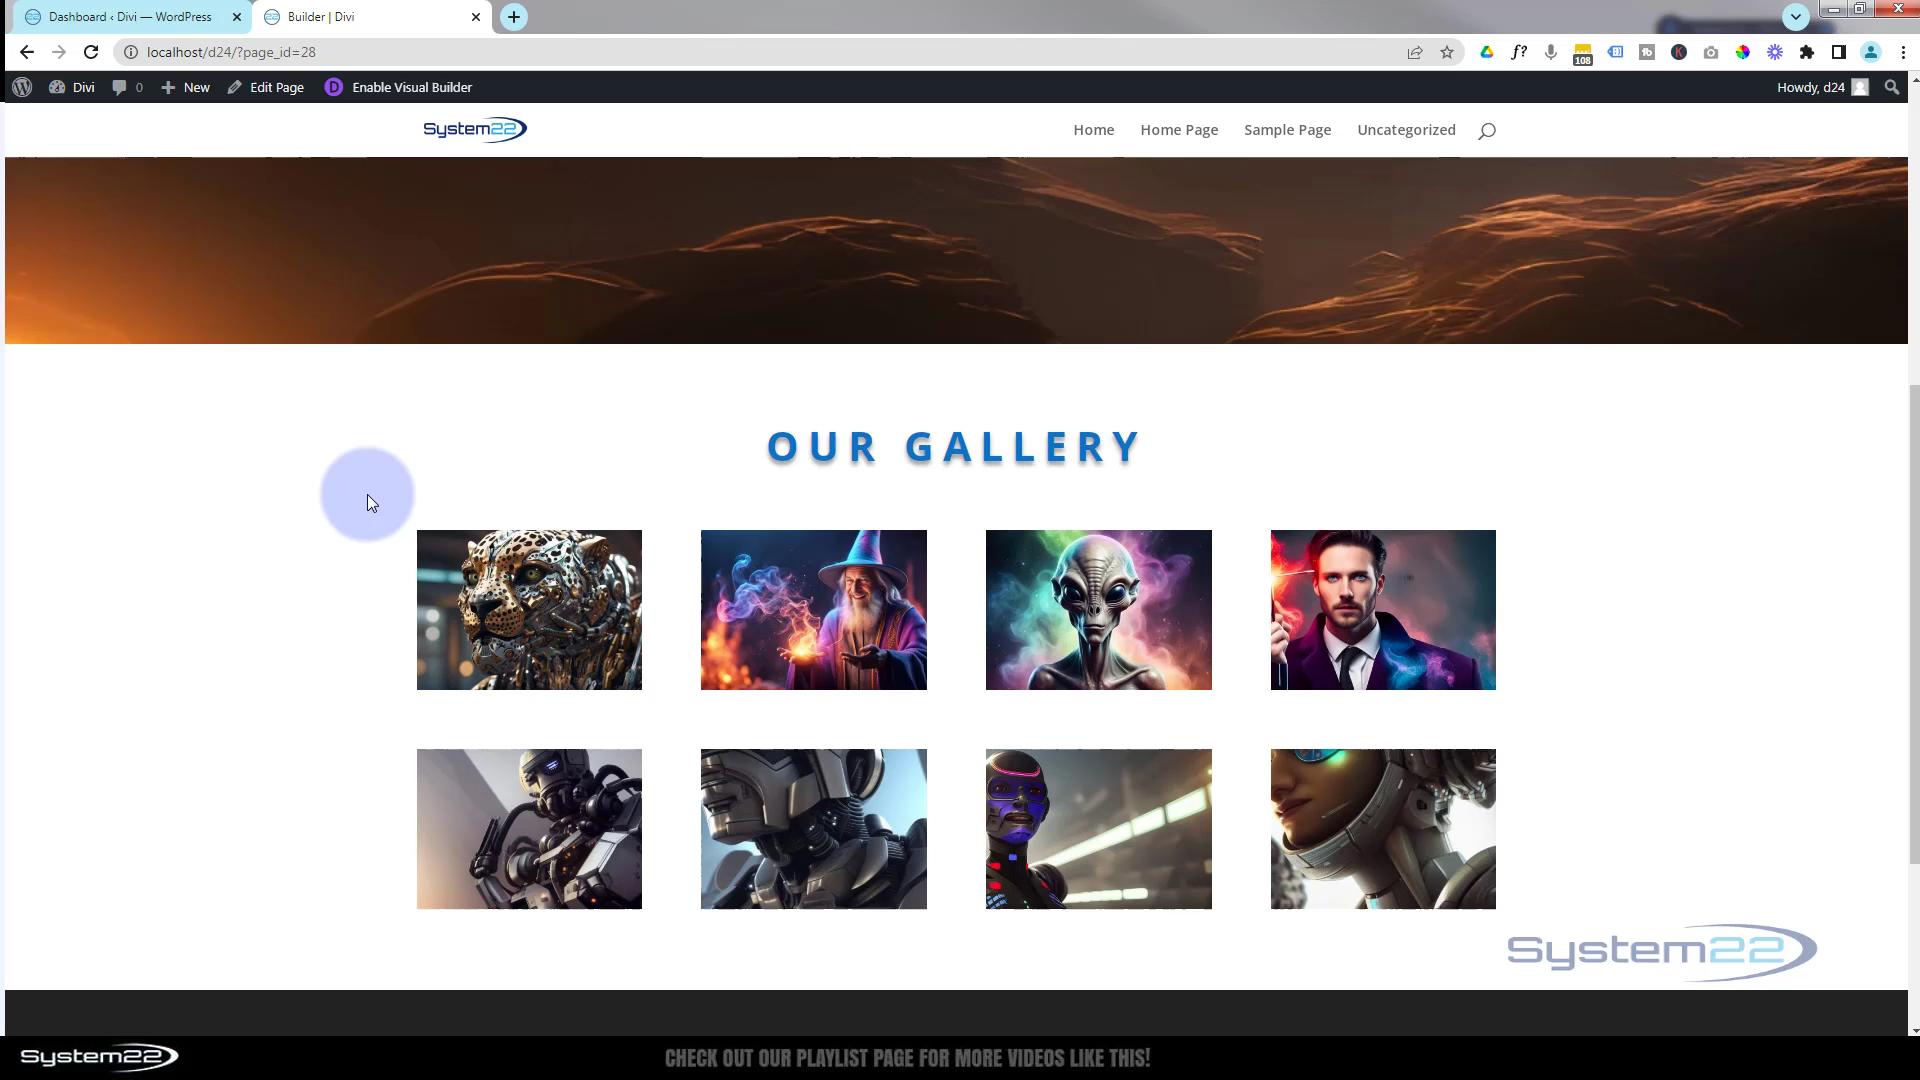 Dashboard ‹ Divi — WordPress
Builder | Divi
localhost/d24/?page_id=28
108
Divi
0
New
Edit Page
D
Enable Visual Builder
Howdy, d24
System22
Home
Home Page
Sample Page
Uncategorized
OUR GALLERY
System22
System22
CHECK OUT OUR PLAYLIST PAGE FOR MORE VIDEOS LIKE THIS!